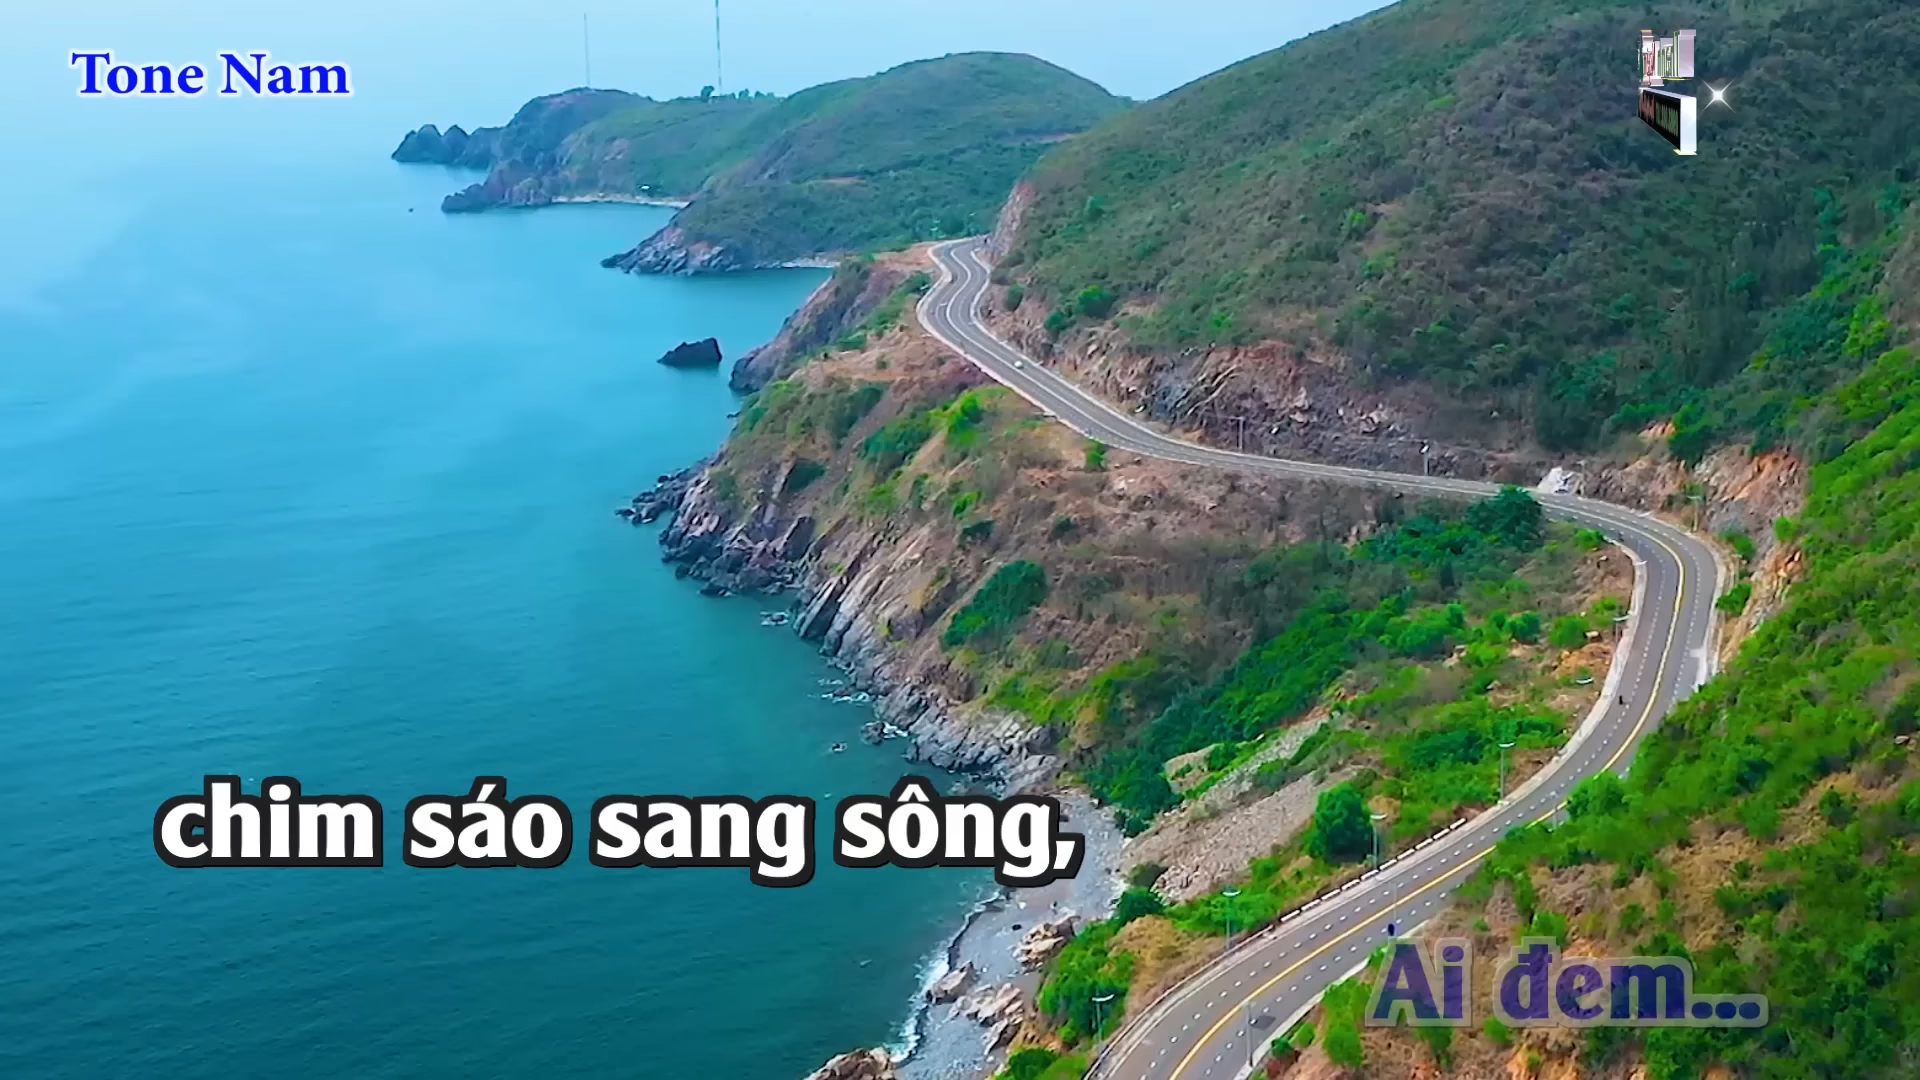 Tone Nam
chim sáo sang sông,
Ai đem...